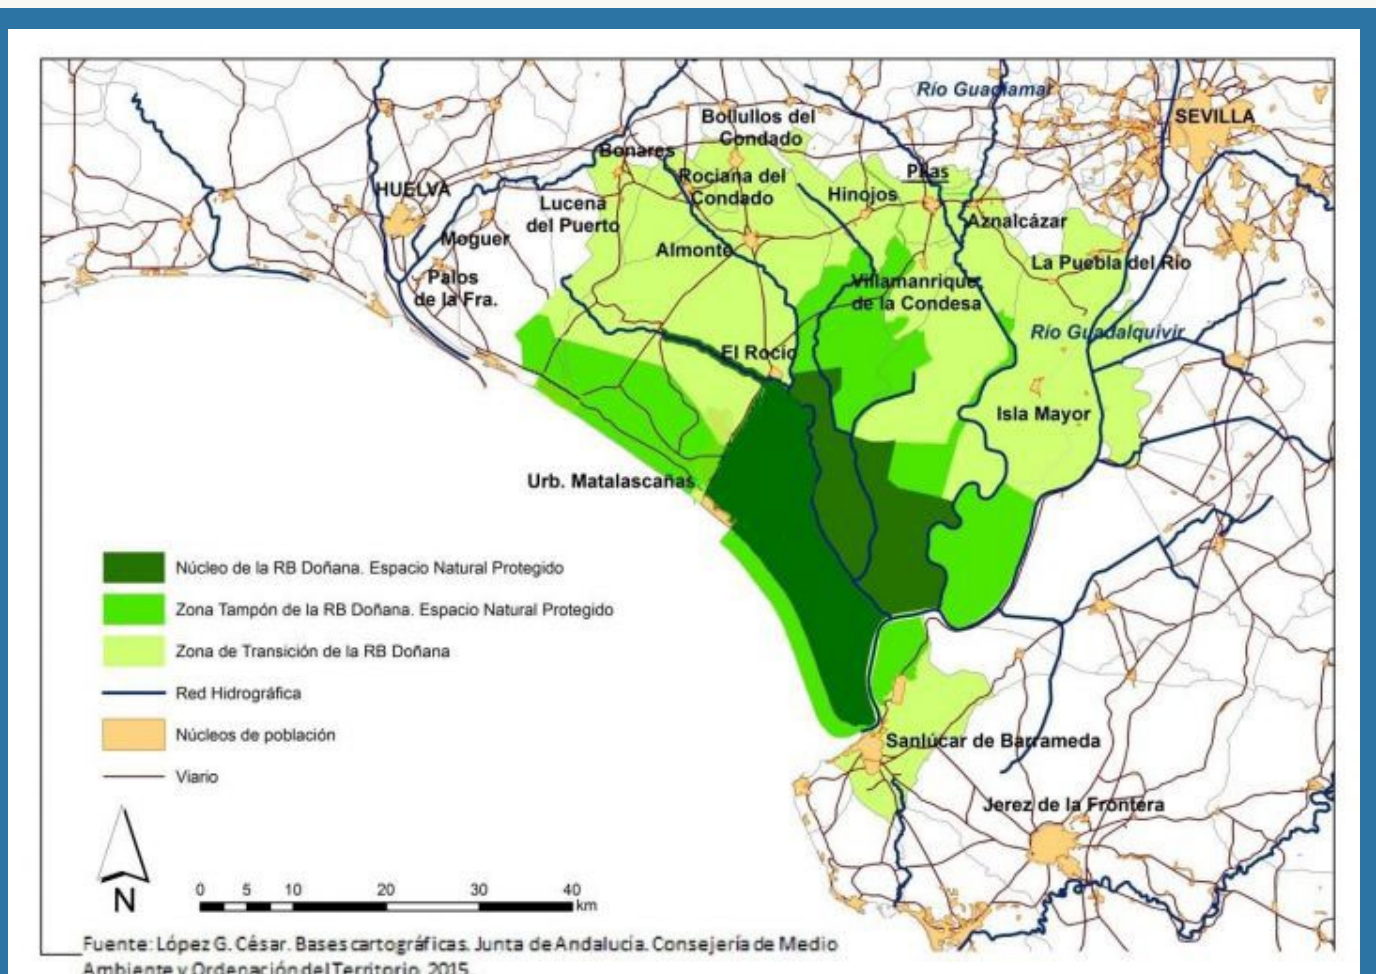 Río Guadiamar
SEVILLA
Bollullos del
Condado
Bonares
Pilas
Rociana del
Condado
HUELVA
Hinojos
Lucena
del Puerto
Aznalcázar
Moguer
Almonte
La Puebla del Río
Palos
de la Fra.
Villamanrique
de la Condesa
Río Guadalquivir
El Rocío
Isla Mayor
Urb. Matalascañas
Núcleo de la RB Doñana. Espacio Natural Protegido
Zona Tampón de la RB Doñana. Espacio Natural Protegido
Zona de Transición de la RB Doñana
Red Hidrográfica
Núcleos de población
Viario
Sanlúcar de Barrameda
Jerez de la Frontera
N
0 5 10 20 30 40
km
Fuente: López G. César. Bases cartográficas. Junta de Andalucía. Consejería de Medio
Ambiente y Ordenación del Territorio. 2015